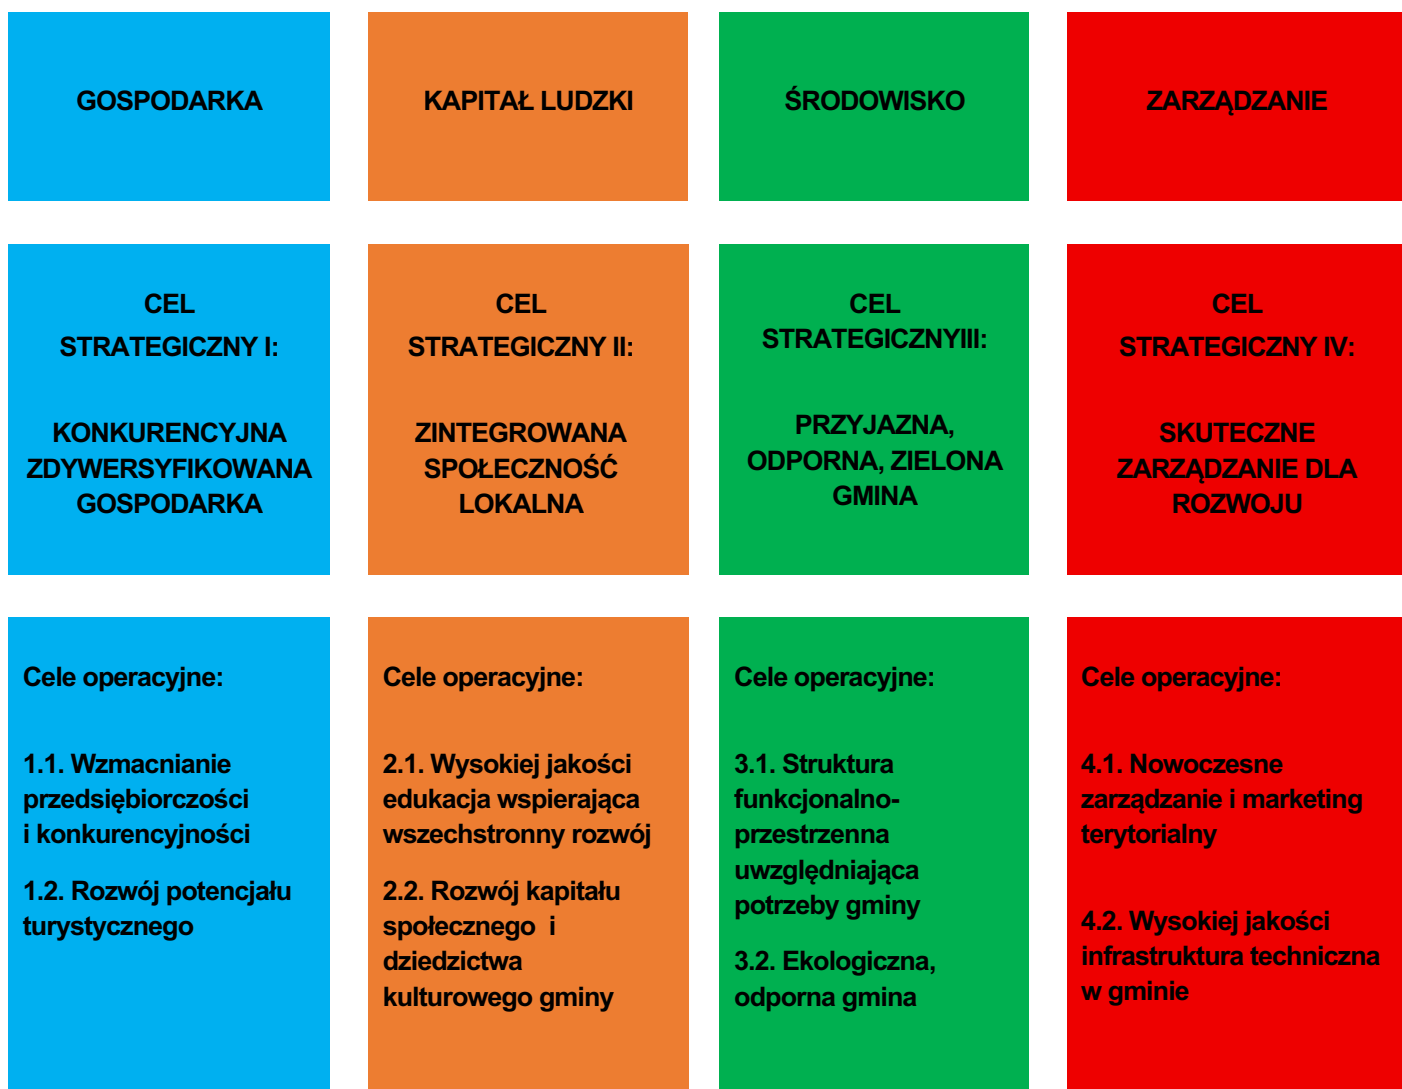 GOSPODARKA
KAPITAŁ LUDZKI
ŚRODOWISKO
ZARZĄDZANIE
CEL
STRATEGICZNY I:
KONKURENCYJNA
ZDYWERSYFIKOWANA
GOSPODARKA
CEL
STRATEGICZNY II:
ZINTEGROWANA
SPOŁECZNOŚĆ
LOKALNA
CEL
STRATEGICZNYIII:
PRZYJAZNA,
ODPORNA, ZIELONA
GMINA
CEL
STRATEGICZNY IV:
SKUTECZNE
ZARZĄDZANIE DLA
ROZWOJU
Cele operacyjne:
1.1. Wzmacnianie
przedsiębiorczości
i konkurencyjności
1.2. Rozwój potencjału
turystycznego
Cele operacyjne:
2.1. Wysokiej jakości
edukacja wspierająca
wszechstronny rozwój
2.2. Rozwój kapitału
społecznego  i
dziedzictwa
kulturowego gminy
Cele operacyjne:
3.1. Struktura
funkcjonalno-
przestrzenna
uwzględniająca
potrzeby gminy
3.2. Ekologiczna,
odporna gmina
Cele operacyjne:
4.1. Nowoczesne
zarządzanie i marketing
terytorialny
4.2. Wysokiej jakości
infrastruktura techniczna
w gminie